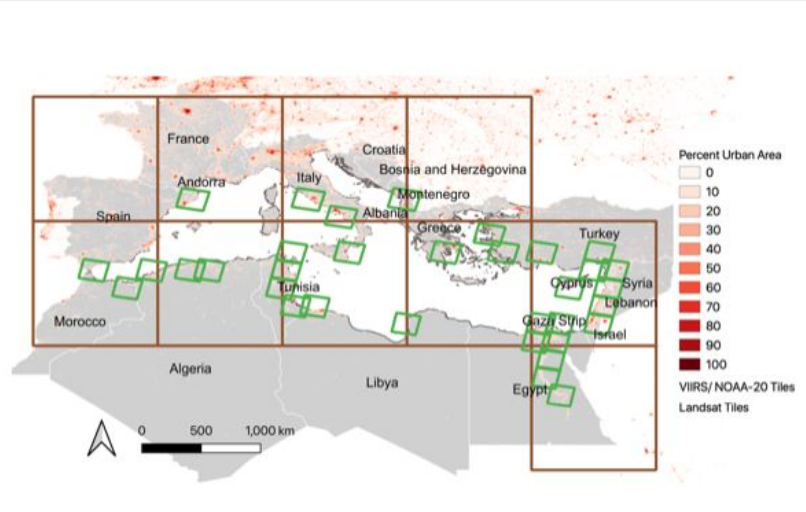 France
Croatia
Bosnia and Herzegovina
Andorra
Italy
Montenegro
Spain
Albania
Greece
Turkey
Cyprus
Syria
Tunisia
Lebanon
Morocco
Gaza Strip
Israel
Algeria
Libya
Egypt
0 500 1,000 km
Percent Urban Area
0
10
20
30
40
50
60
70
80
90
100
VIIRS/ NOAA-20 Tiles
Landsat Tiles